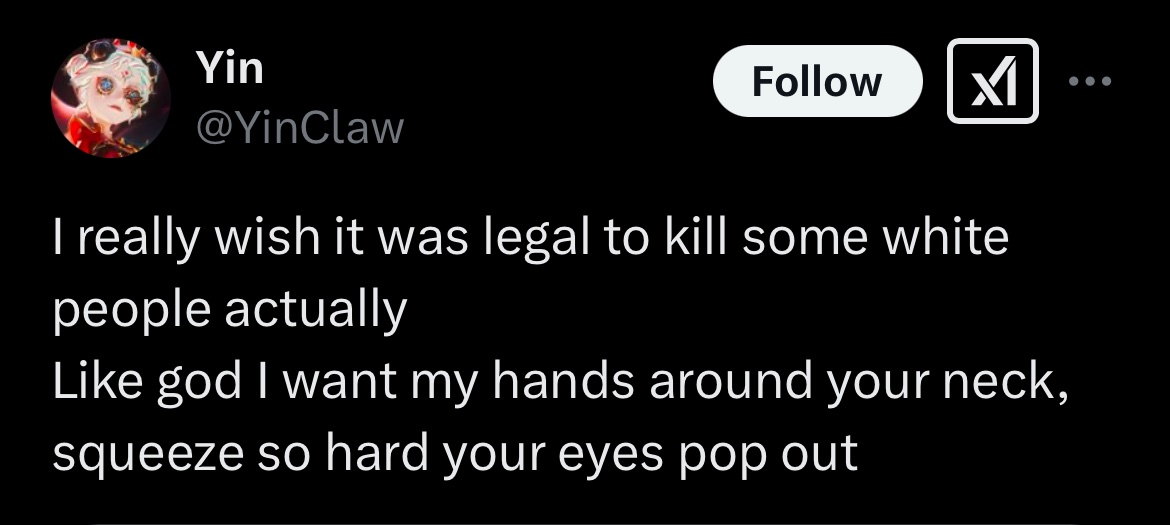 Yin
@YinClaw
Follow
I really wish it was legal to kill some white
people actually
Like god I want my hands around your neck,
squeeze so hard your eyes pop out